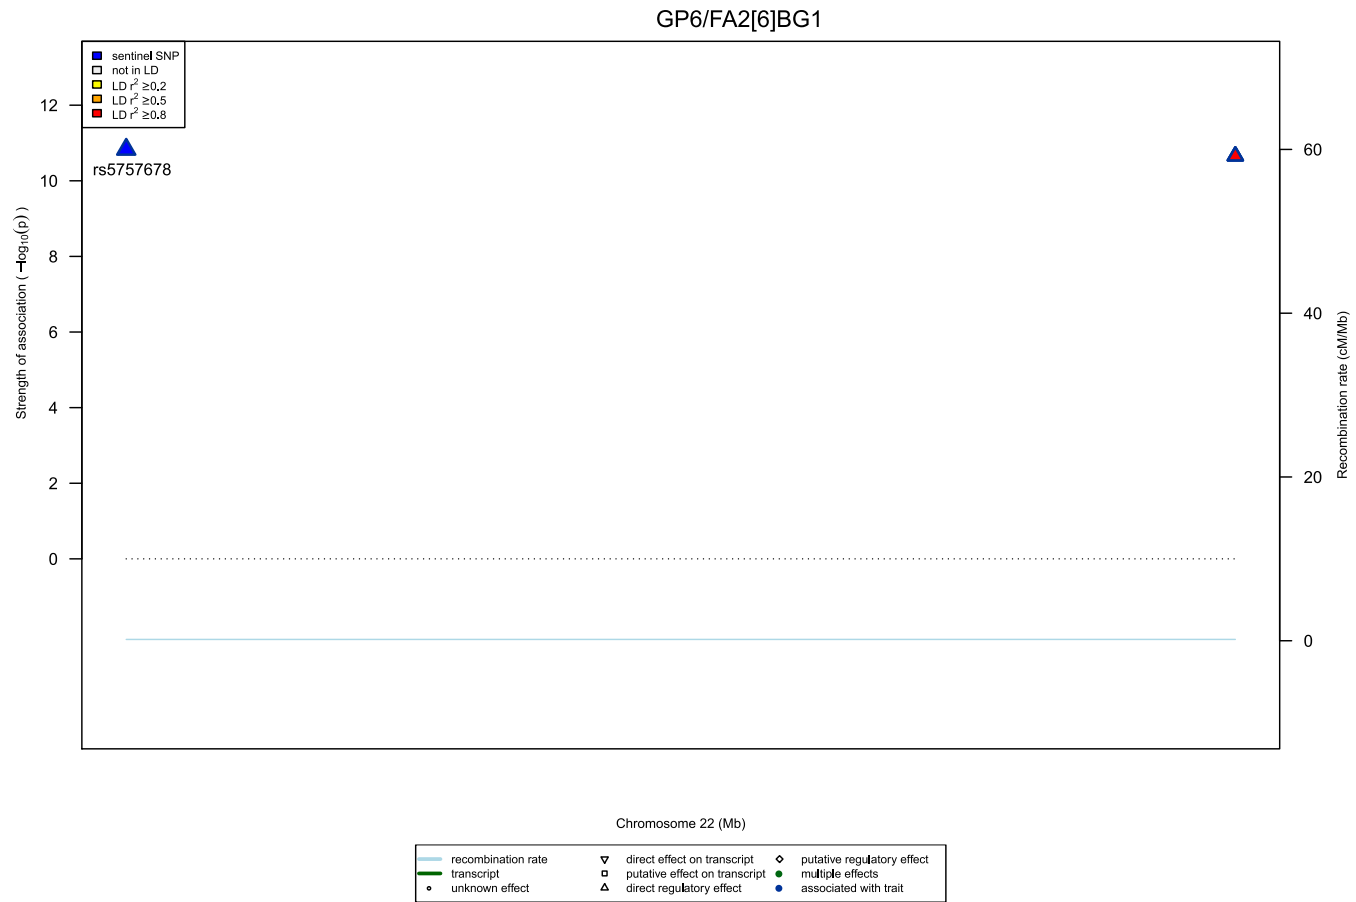 GP6/FA2[6]BG1
sentinel SNP
not in LD
LD r² ≥0.2
LD r² ≥0.5
LD r² ≥0.8
12
10
8
6
4
2
0
Strength of association ( −log₁₀(p) )
rs5757678
60
40
20
0
Recombination rate (cM/Mb)
Chromosome 22 (Mb)
recombination rate direct effect on transcript putative regulatory effect
transcript putative effect on transcript multiple effects
unknown effect direct regulatory effect associated with trait